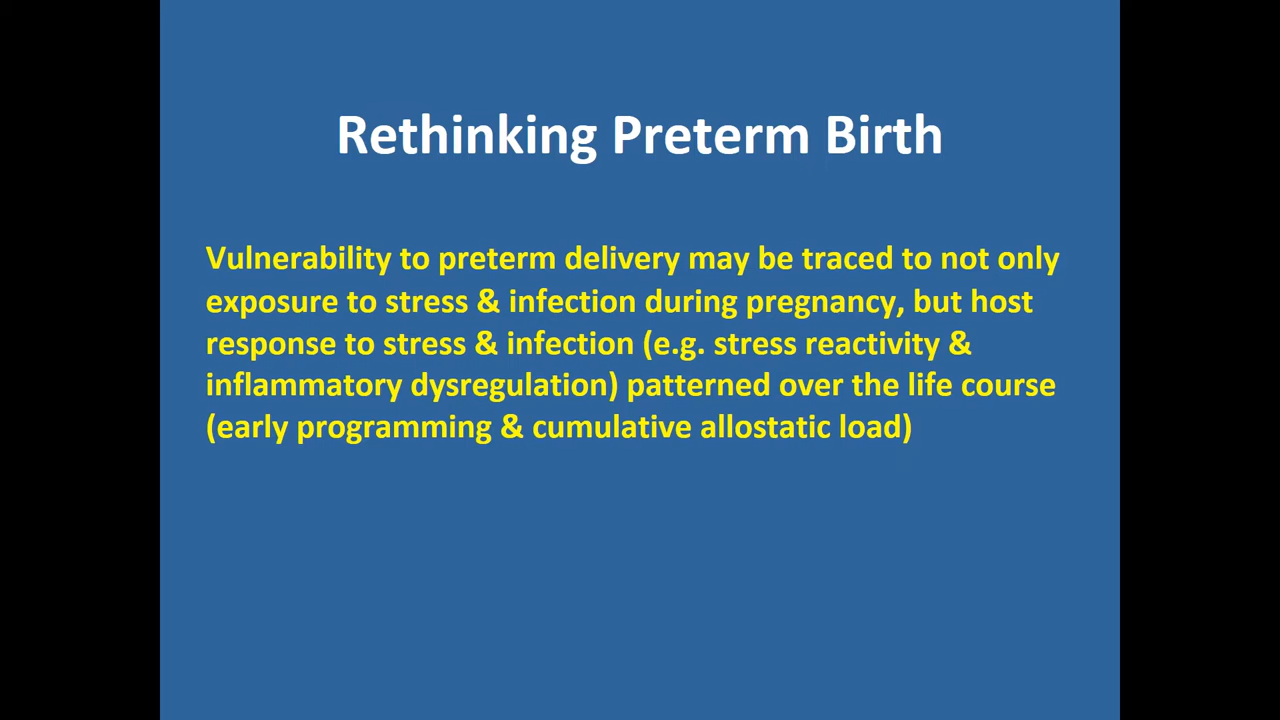 Rethinking Preterm Birth
Vulnerability to preterm delivery may be traced to not only
exposure to stress & infection during pregnancy, but host
response to stress & infection (e.g. stress reactivity &
inflammatory dysregulation) patterned over the life course
(early programming & cumulative allostatic load)